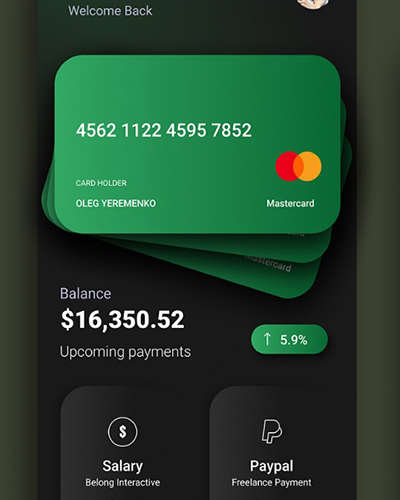 Welcome Back
4562 1122 4595 7852
CARD HOLDER
OLEG YEREMENKO
Mastercard
Mastercard
Balance
$16,350.52
↑ 5.9%
Upcoming payments
$
Salary
Belong Interactive
Paypal
Freelance Payment